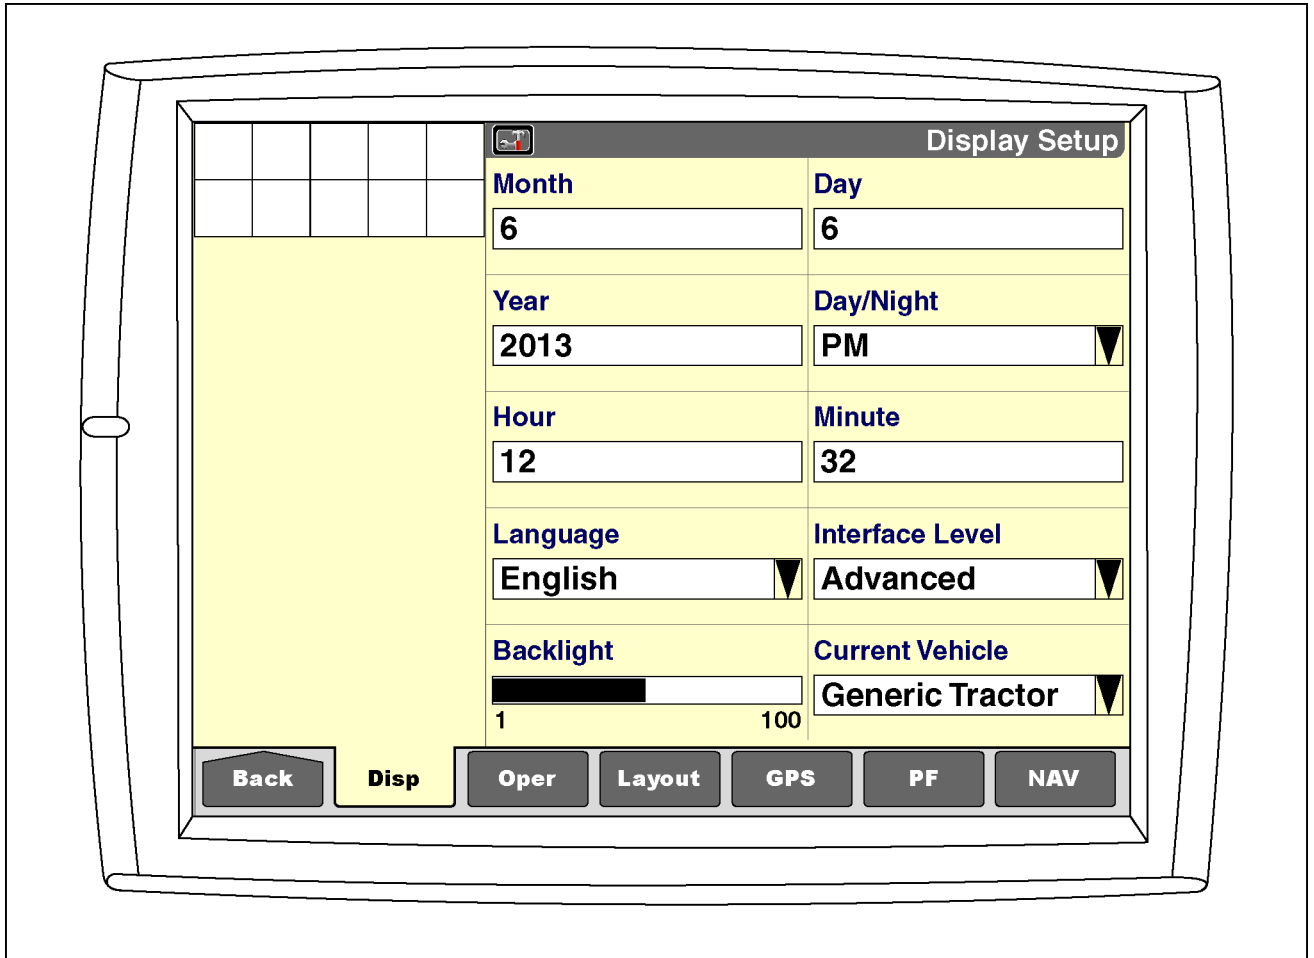 Display Setup
Month Day
6 6
Year Day/Night
2013 PM
Hour Minute
12 32
Language Interface Level
English Advanced
Backlight Current Vehicle
Generic Tractor
1 100
Back Disp Oper Layout GPS PF NAV